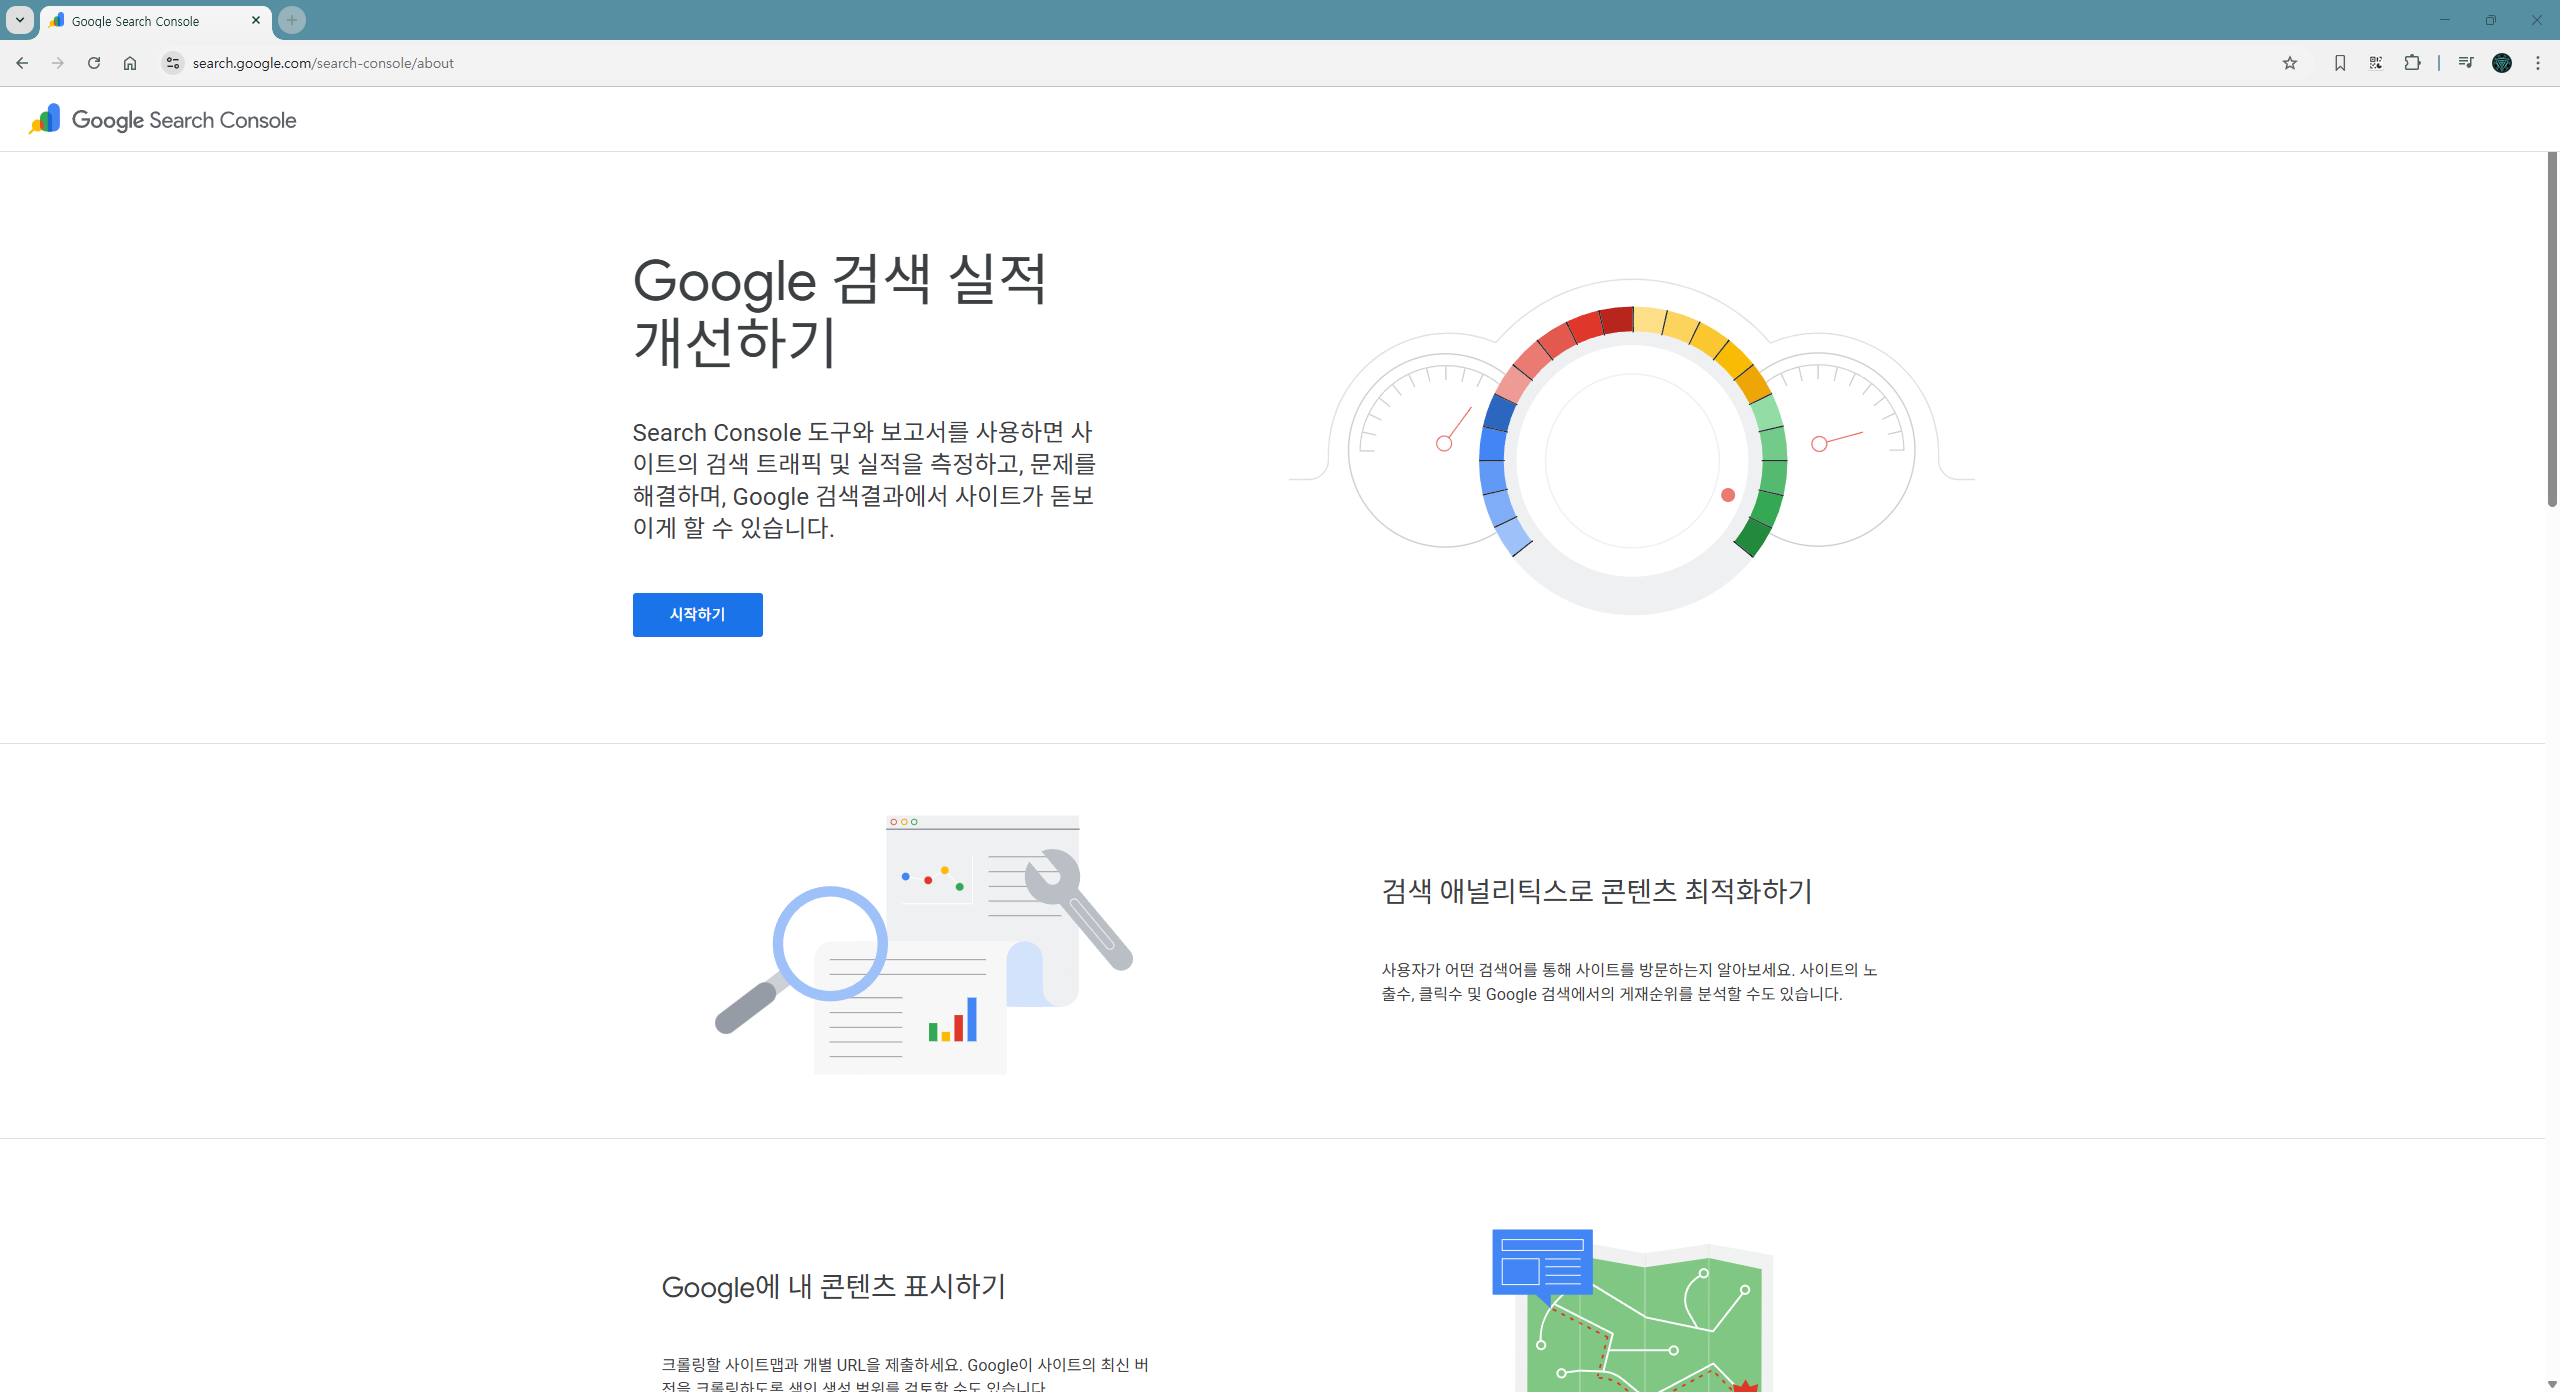 Google Search Console
search.google.com/search-console/about
Google Search Console
Google 검색 실적
개선하기
Search Console 도구와 보고서를 사용하면 사
이트의 검색 트래픽 및 실적을 측정하고, 문제를
해결하며, Google 검색결과에서 사이트가 돋보
이게 할 수 있습니다.
시작하기
검색 애널리틱스로 콘텐츠 최적화하기
사용자가 어떤 검색어를 통해 사이트를 방문하는지 알아보세요. 사이트의 노
출수, 클릭수 및 Google 검색에서의 게재순위를 분석할 수도 있습니다.
Google에 내 콘텐츠 표시하기
크롤링할 사이트맵과 개별 URL을 제출하세요. Google이 사이트의 최신 버
전을 크롤링하도록 색인 생성 범위를 검토할 수도 있습니다.